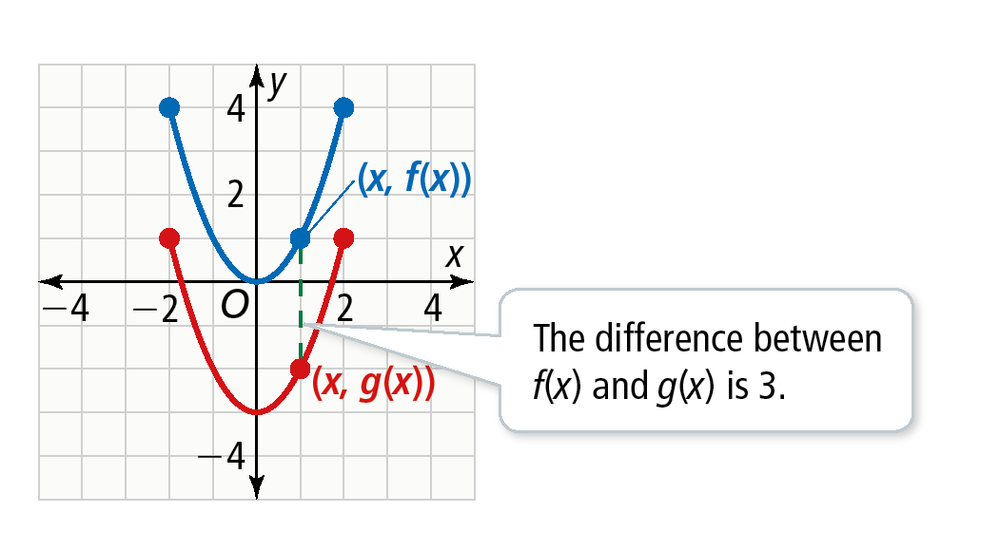 y
4
(x, f(x))
2
x
−4
−2
O
2
4
The difference between
f(x) and g(x) is 3.
(x, g(x))
−4